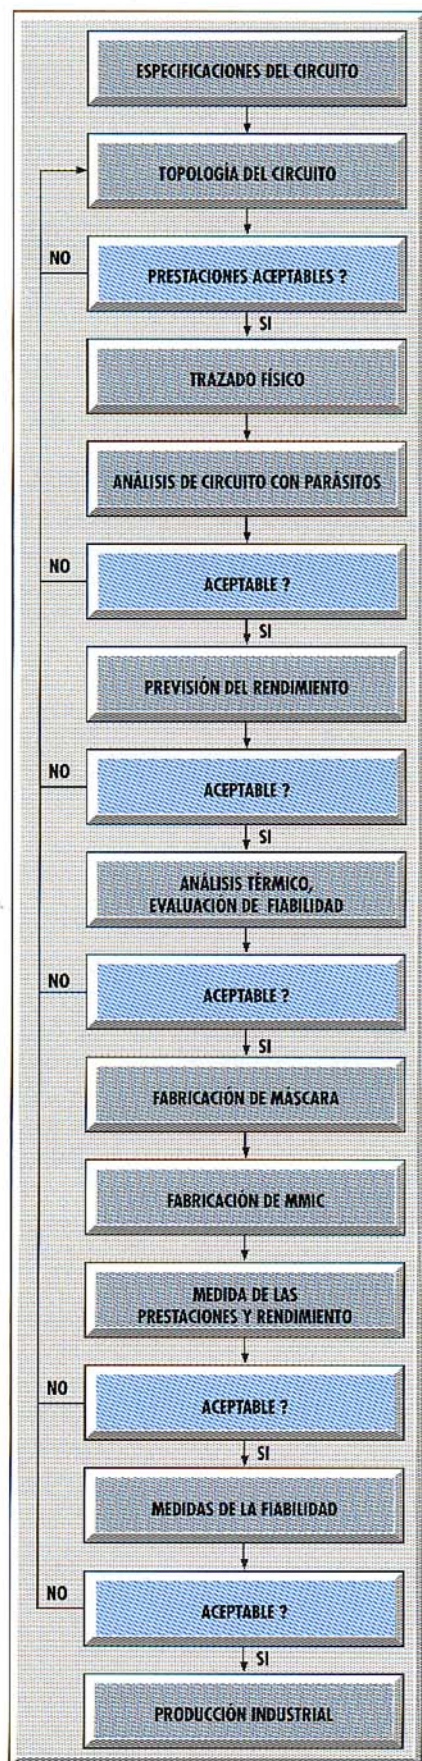 ESPECIFICACIONES DEL CIRCUITO
TOPOLOGÍA DEL CIRCUITO
NO
PRESTACIONES ACEPTABLES ?
SI
TRAZADO FÍSICO
ANÁLISIS DE CIRCUITO CON PARÁSITOS
NO
ACEPTABLE ?
SI
PREVISIÓN DEL RENDIMIENTO
NO
ACEPTABLE ?
SI
ANÁLISIS TÉRMICO,
EVALUACIÓN DE FIABILIDAD
NO
ACEPTABLE ?
SI
FABRICACIÓN DE MÁSCARA
FABRICACIÓN DE MMIC
MEDIDA DE LAS
PRESTACIONES Y RENDIMIENTO
NO
ACEPTABLE ?
SI
MEDIDAS DE LA FIABILIDAD
NO
ACEPTABLE ?
SI
PRODUCCIÓN INDUSTRIAL